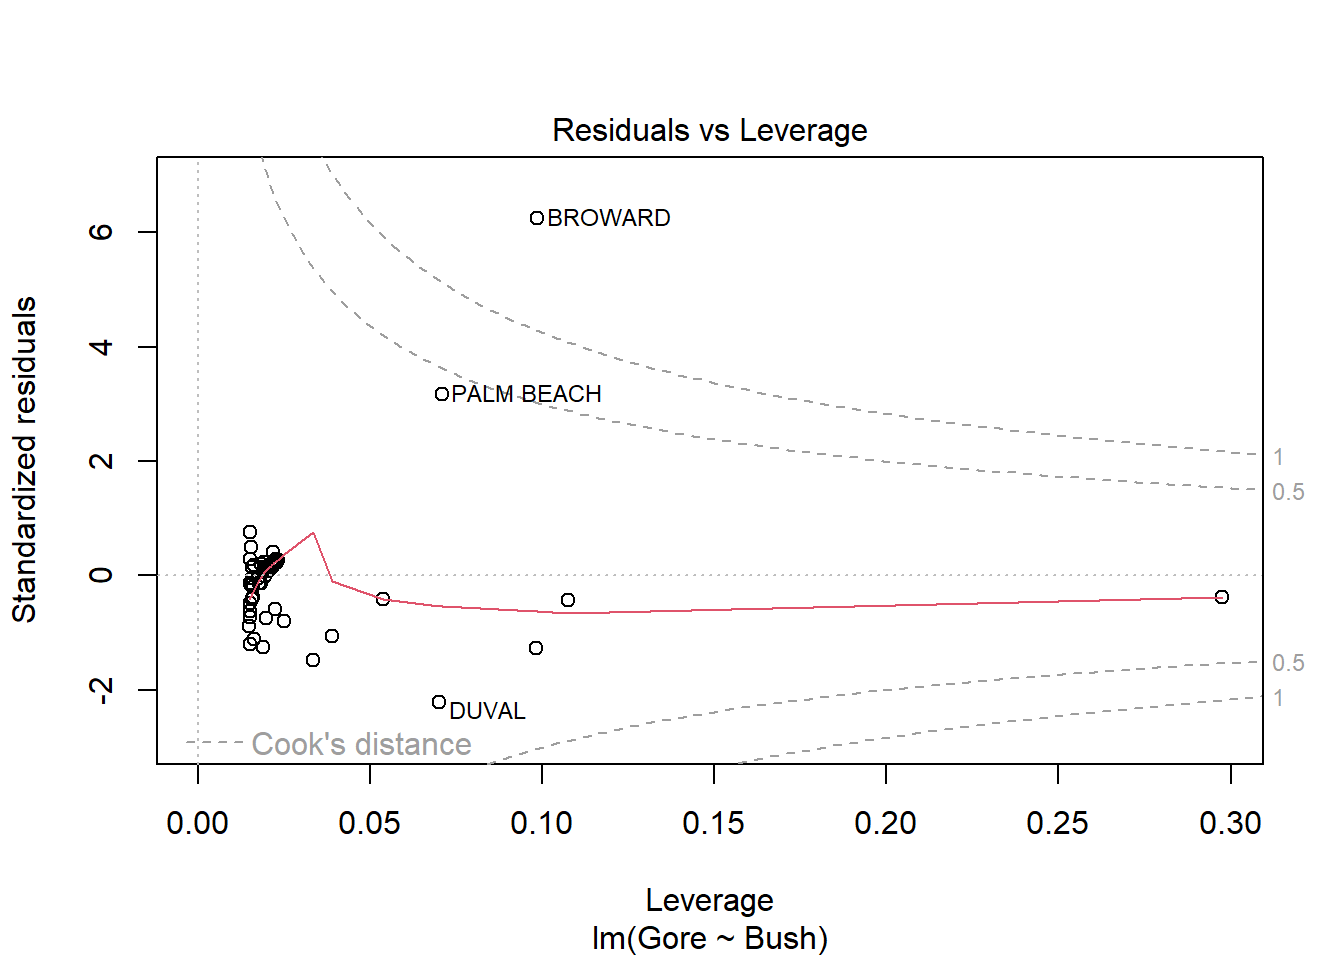 Residuals vs Leverage
Standardized residuals
6
4
2
0
-2
BROWARD
PALM BEACH
DUVAL
1
0.5
0.5
1
Cook's distance
0.00 0.05 0.10 0.15 0.20 0.25 0.30
Leverage
lm(Gore ~ Bush)